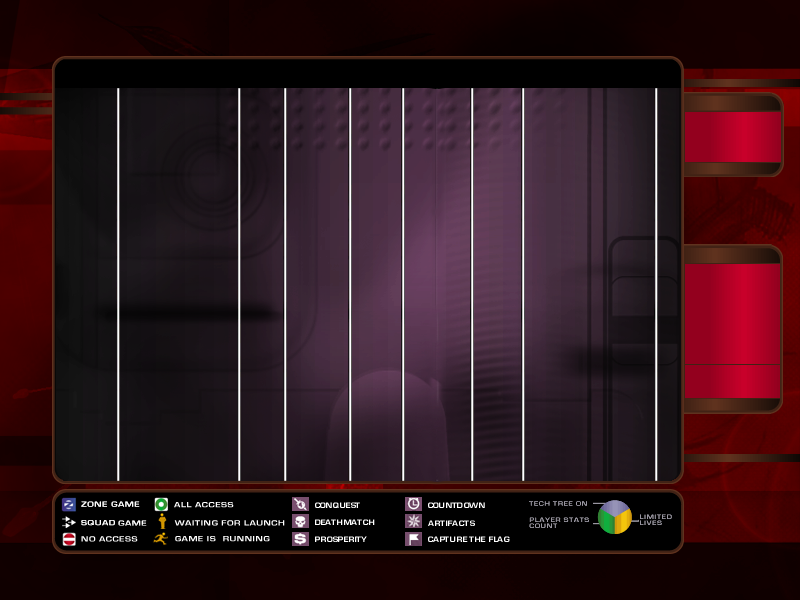 ZONE GAME
ALL ACCESS
CONQUEST
COUNTDOWN
TECH TREE ON
SQUAD GAME
WAITING FOR LAUNCH
DEATHMATCH
ARTIFACTS
PLAYER STATS
COUNT
LIMITED
LIVES
NO ACCESS
GAME IS RUNNING
PROSPERITY
CAPTURE THE FLAG